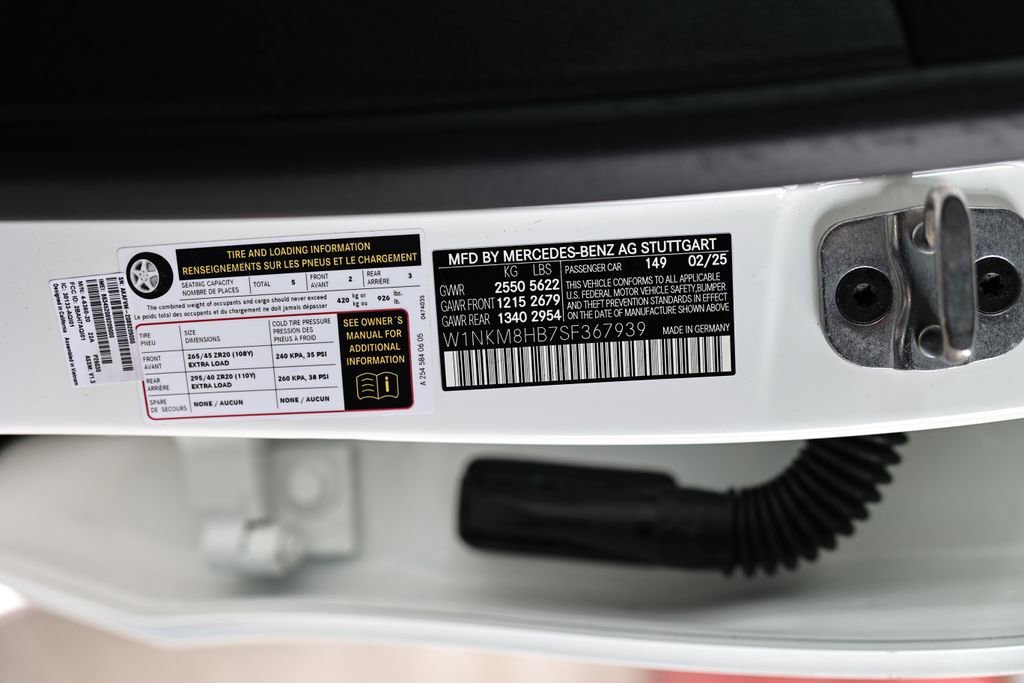 TIRE AND LOADING INFORMATION
RENSEIGNEMENTS SUR LES PNEUS ET LE CHARGEMENT
SEATING CAPACITY TOTAL 5 FRONT 2 REAR 3
NOMBRE DE PLACES AVANT ARRIÈRE
The combined weight of occupants and cargo should never exceed 420 kg or 926 lbs.
Le poids total des occupants et du chargement ne doit jamais dépasser kg ou lb.
TIRE SIZE COLD TIRE PRESSURE
PNEU DIMENSIONS PRESSION DES PNEUS À FROID
FRONT 265/45 ZR20 (108Y) 240 KPA, 35 PSI
AVANT EXTRA LOAD
REAR 295/40 ZR20 (110Y) 260 KPA, 38 PSI
ARRIÈRE EXTRA LOAD
SPARE NONE / AUCUN NONE / AUCUN
DE SECOURS
SEE OWNER´S
MANUAL FOR
ADDITIONAL
INFORMATION
A 254 584 06 05
MFD BY MERCEDES-BENZ AG STUTTGART
KG LBS PASSENGER CAR 149 02/25
GVWR 2550 5622 THIS VEHICLE CONFORMS TO ALL APPLICABLE
GAWR FRONT 1215 2679 U.S. FEDERAL MOTOR VEHICLE SAFETY,BUMPER
GAWR REAR 1340 2954 AND THEFT PREVENTION STANDARDS IN EFFECT
ON THE DATE OF MANUFACTURE SHOWN ABOVE
W1NKM8HB7SF367939 MADE IN GERMANY